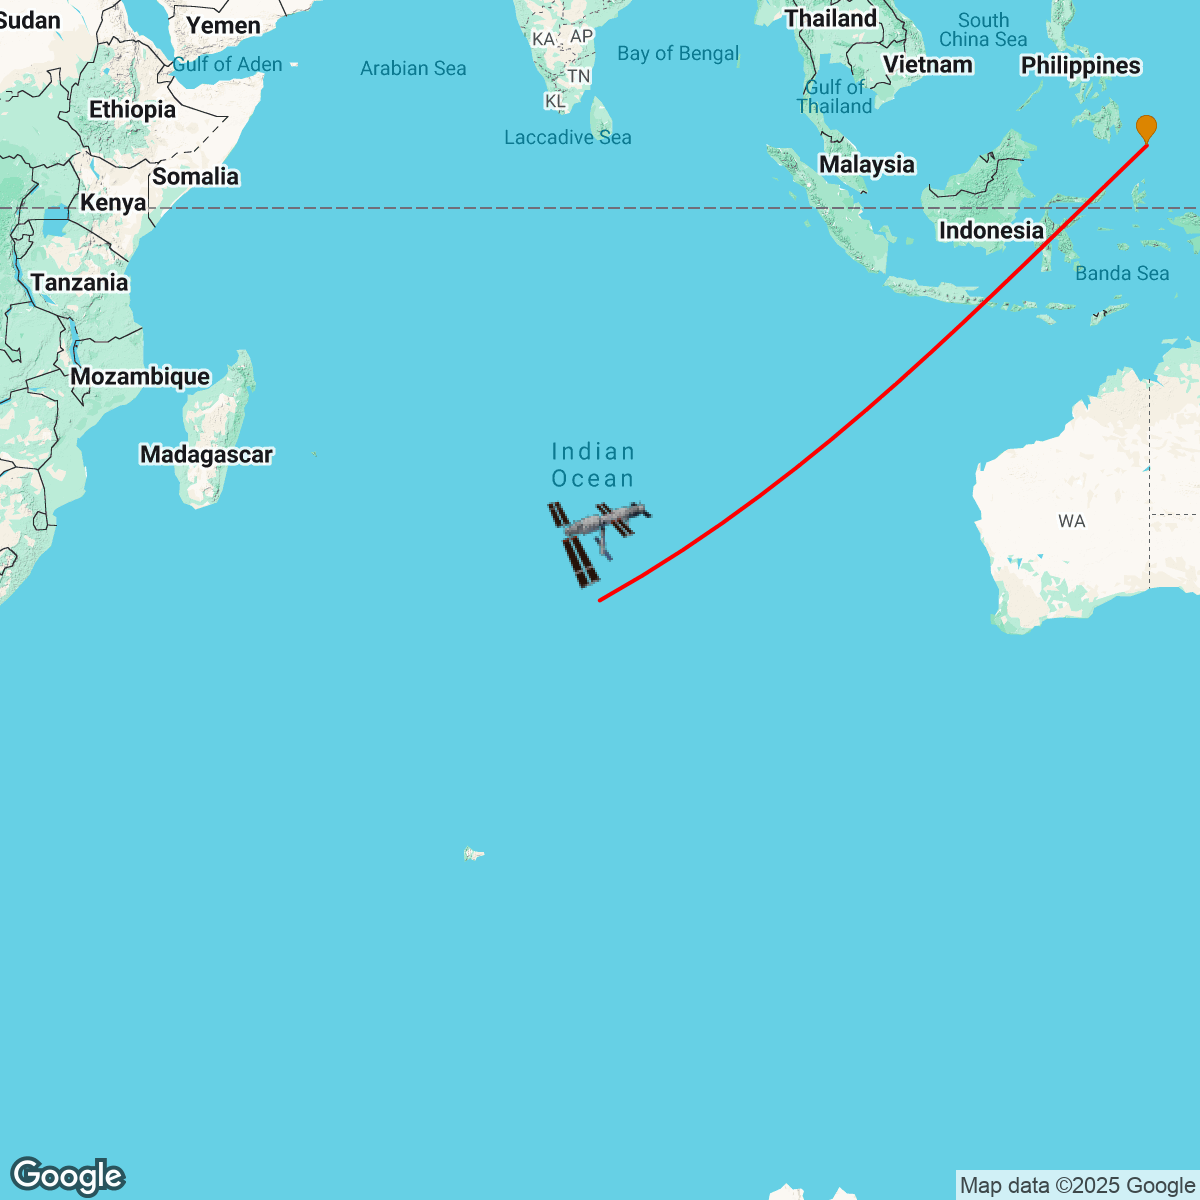 Sudan
Yemen
Gulf of Aden
Arabian Sea
KA
AP
TN
KL
Bay of Bengal
Laccadive Sea
Thailand
South
China Sea
Vietnam
Philippines
Gulf of
Thailand
Ethiopia
Malaysia
Somalia
Kenya
Indonesia
Banda Sea
Tanzania
Mozambique
Madagascar
Indian
Ocean
WA
Google
Map data ©2025 Google